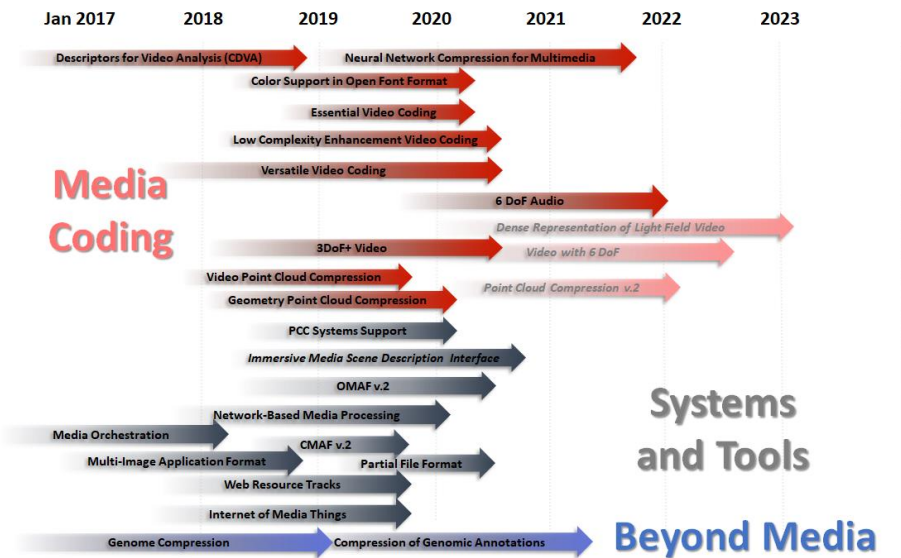 Jan 2017 2018 2019 2020 2021 2022 2023
Descriptors for Video Analysis (CDVA) Neural Network Compression for Multimedia
Color Support in Open Font Format
Essential Video Coding
Low Complexity Enhancement Video Coding
Versatile Video Coding
Media
Coding
6 DoF Audio
Dense Representation of Light Field Video
3DoF+ Video
Video with 6 DoF
Video Point Cloud Compression
Point Cloud Compression v.2
Geometry Point Cloud Compression
PCC Systems Support
Immersive Media Scene Description Interface
OMAF v.2
Systems
and Tools
Network-Based Media Processing
Media Orchestration
CMAF v.2
Multi-Image Application Format
Partial File Format
Web Resource Tracks
Internet of Media Things
Genome Compression Compression of Genomic Annotations
Beyond Media